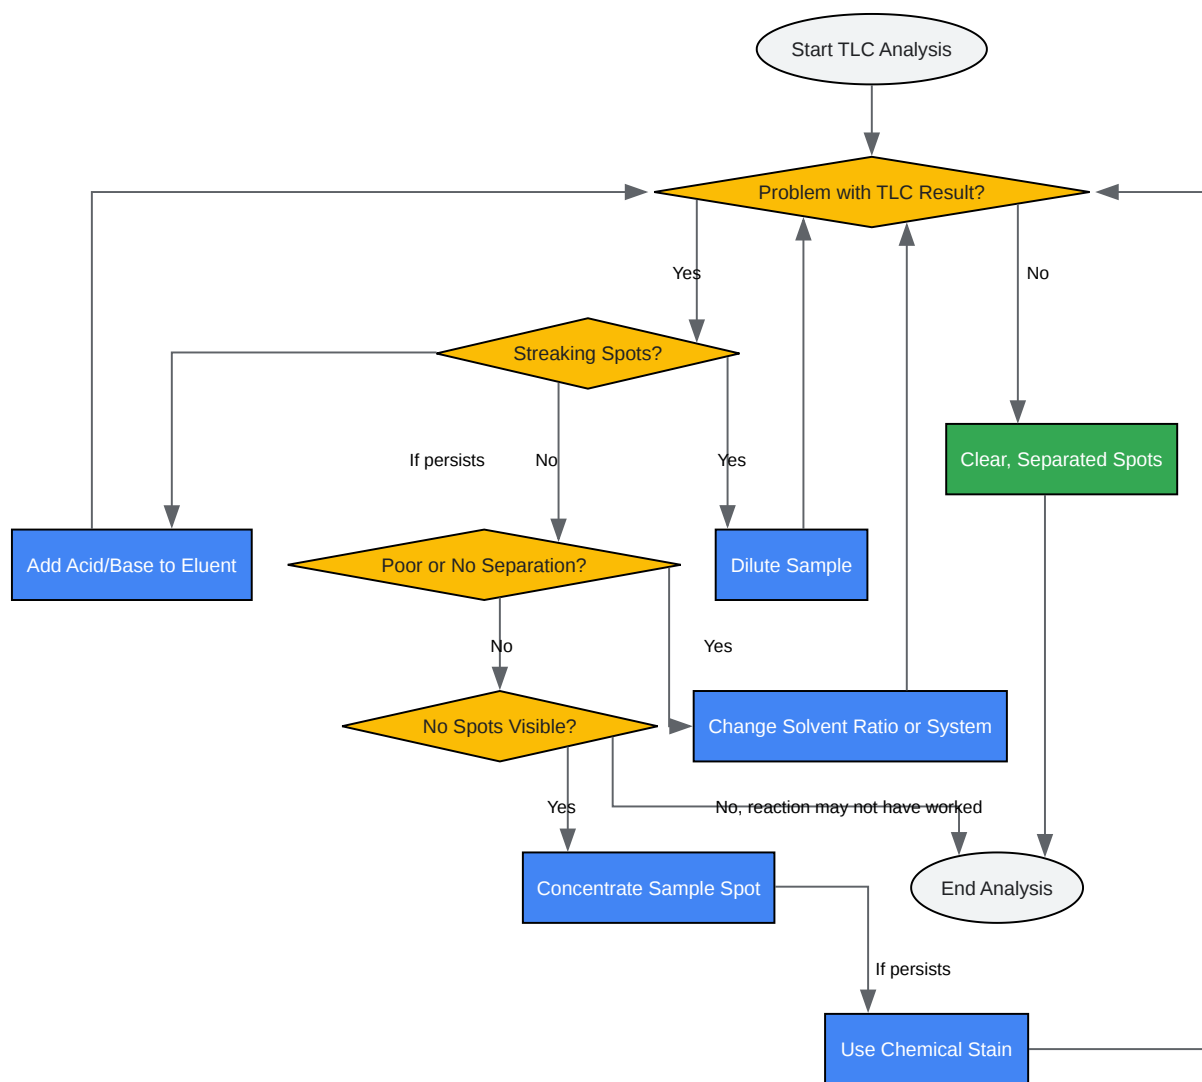 Start TLC Analysis
Problem with TLC Result?
Yes
No
Streaking Spots?
If persists
No
Yes
Clear, Separated Spots
Add Acid/Base to Eluent
Poor or No Separation?
Dilute Sample
No
Yes
No Spots Visible?
Change Solvent Ratio or System
Yes
No, reaction may not have worked
Concentrate Sample Spot
End Analysis
If persists
Use Chemical Stain